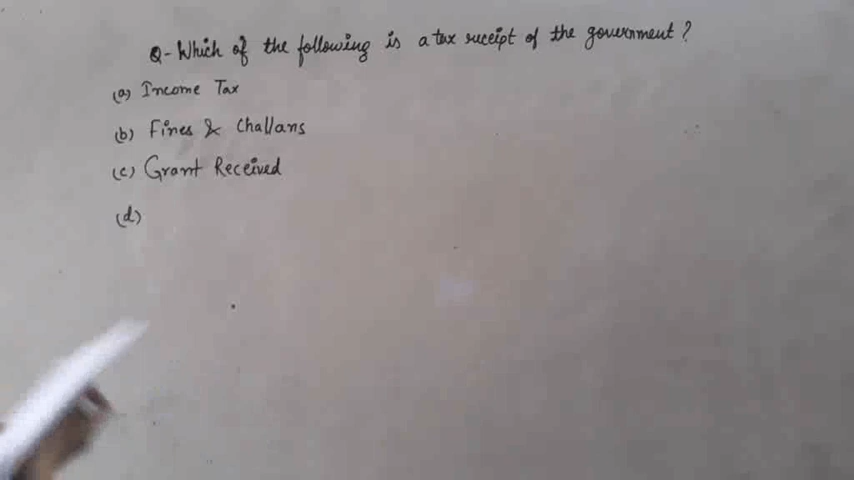 Q- Which of the following is a tax receipt of the government?
(a) Income Tax
(b) Fines & Challans
(c) Grant Received
(d)